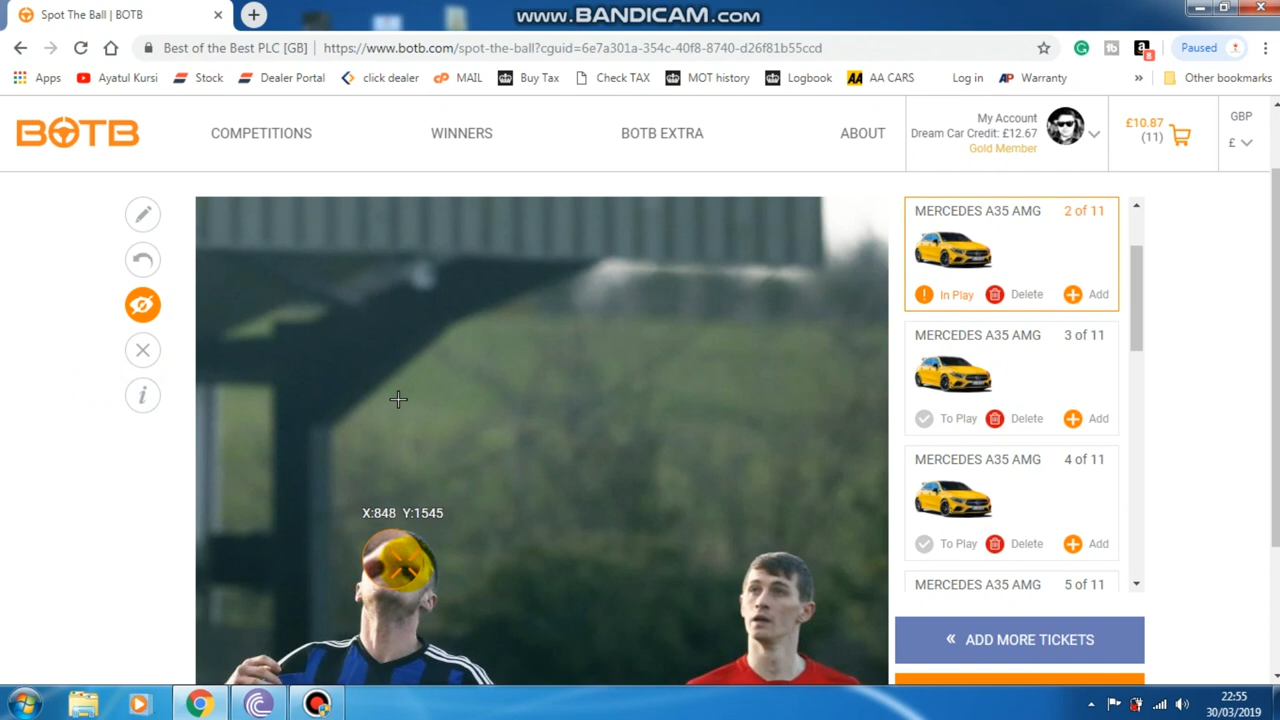 Spot The Ball | BOTB
www.BANDICAM.com
Best of the Best PLC [GB] | https://www.botb.com/spot-the-ball?cguid=6e7a301a-354c-40f8-8740-d26f81b55ccd
Paused
Apps Ayatul Kursi Stock Dealer Portal click dealer MAIL Buy Tax Check TAX MOT history Logbook AA CARS Log in AP Warranty » Other bookmarks
BOTB
COMPETITIONS WINNERS BOTB EXTRA ABOUT
My Account
Dream Car Credit: £12.67
Gold Member
£10.87
(11)
GBP
£
MERCEDES A35 AMG 2 of 11
In Play Delete Add
MERCEDES A35 AMG 3 of 11
To Play Delete Add
MERCEDES A35 AMG 4 of 11
To Play Delete Add
MERCEDES A35 AMG 5 of 11
X:848 Y:1545
« ADD MORE TICKETS
22:55
30/03/2019